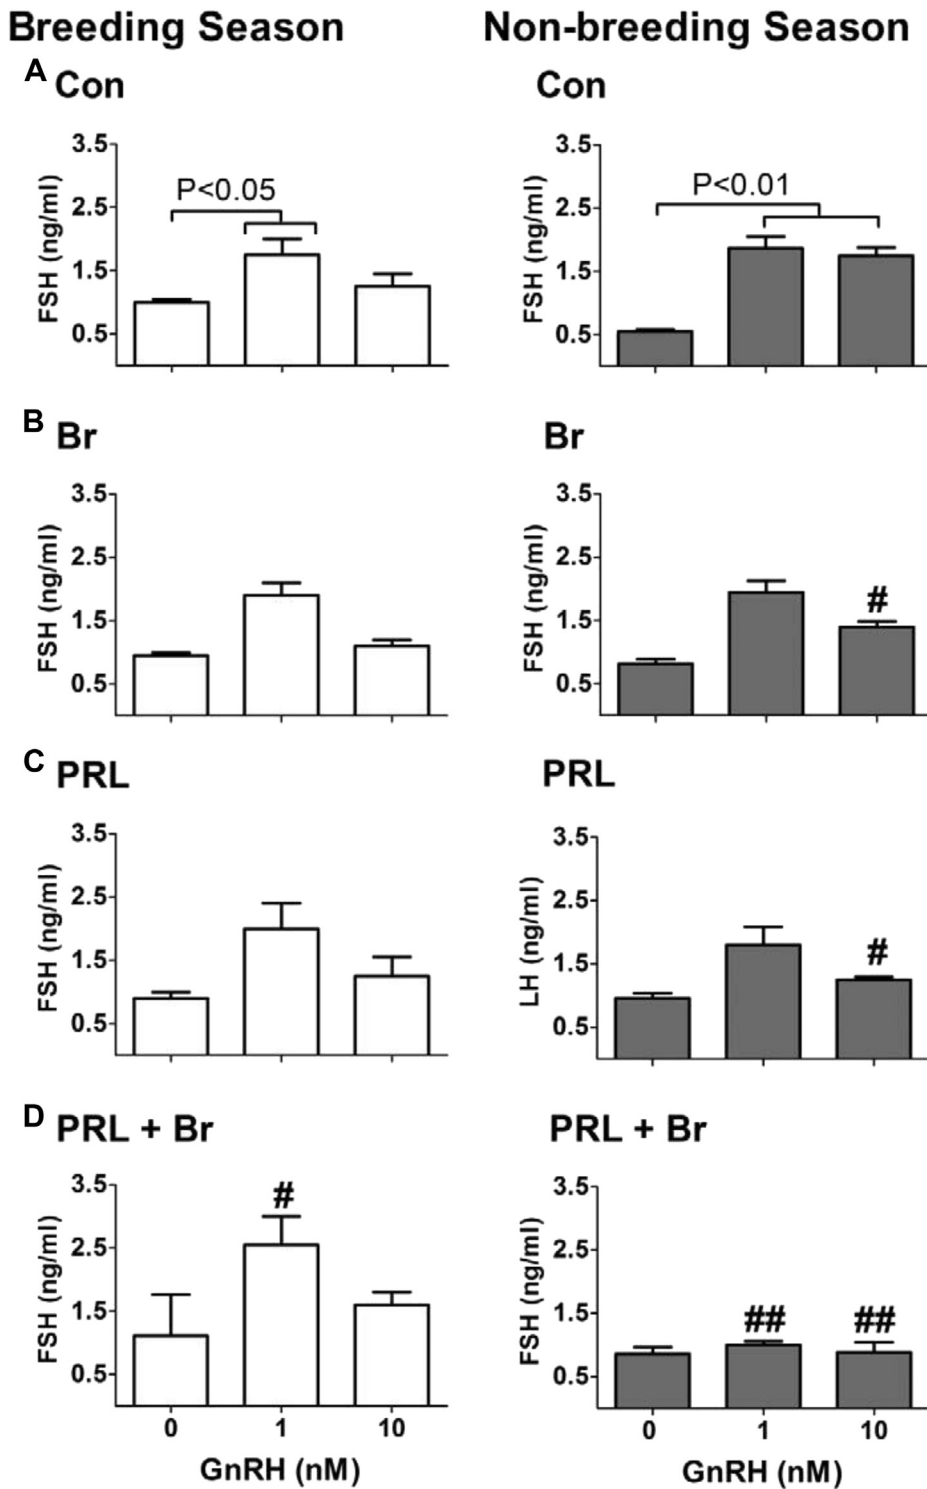 Breeding Season
Non-breeding Season
A Con
Con
3.5
2.5
1.5
0.5
FSH (ng/ml)
P<0.05
3.5
2.5
1.5
0.5
FSH (ng/ml)
P<0.01
B Br
Br
3.5
2.5
1.5
0.5
FSH (ng/ml)
3.5
2.5
1.5
0.5
FSH (ng/ml)
#
C PRL
PRL
3.5
2.5
1.5
0.5
FSH (ng/ml)
3.5
2.5
1.5
0.5
LH (ng/ml)
#
D PRL + Br
PRL + Br
3.5
2.5
1.5
0.5
FSH (ng/ml)
#
0 1 10
GnRH (nM)
3.5
2.5
1.5
0.5
FSH (ng/ml)
## ##
0 1 10
GnRH (nM)